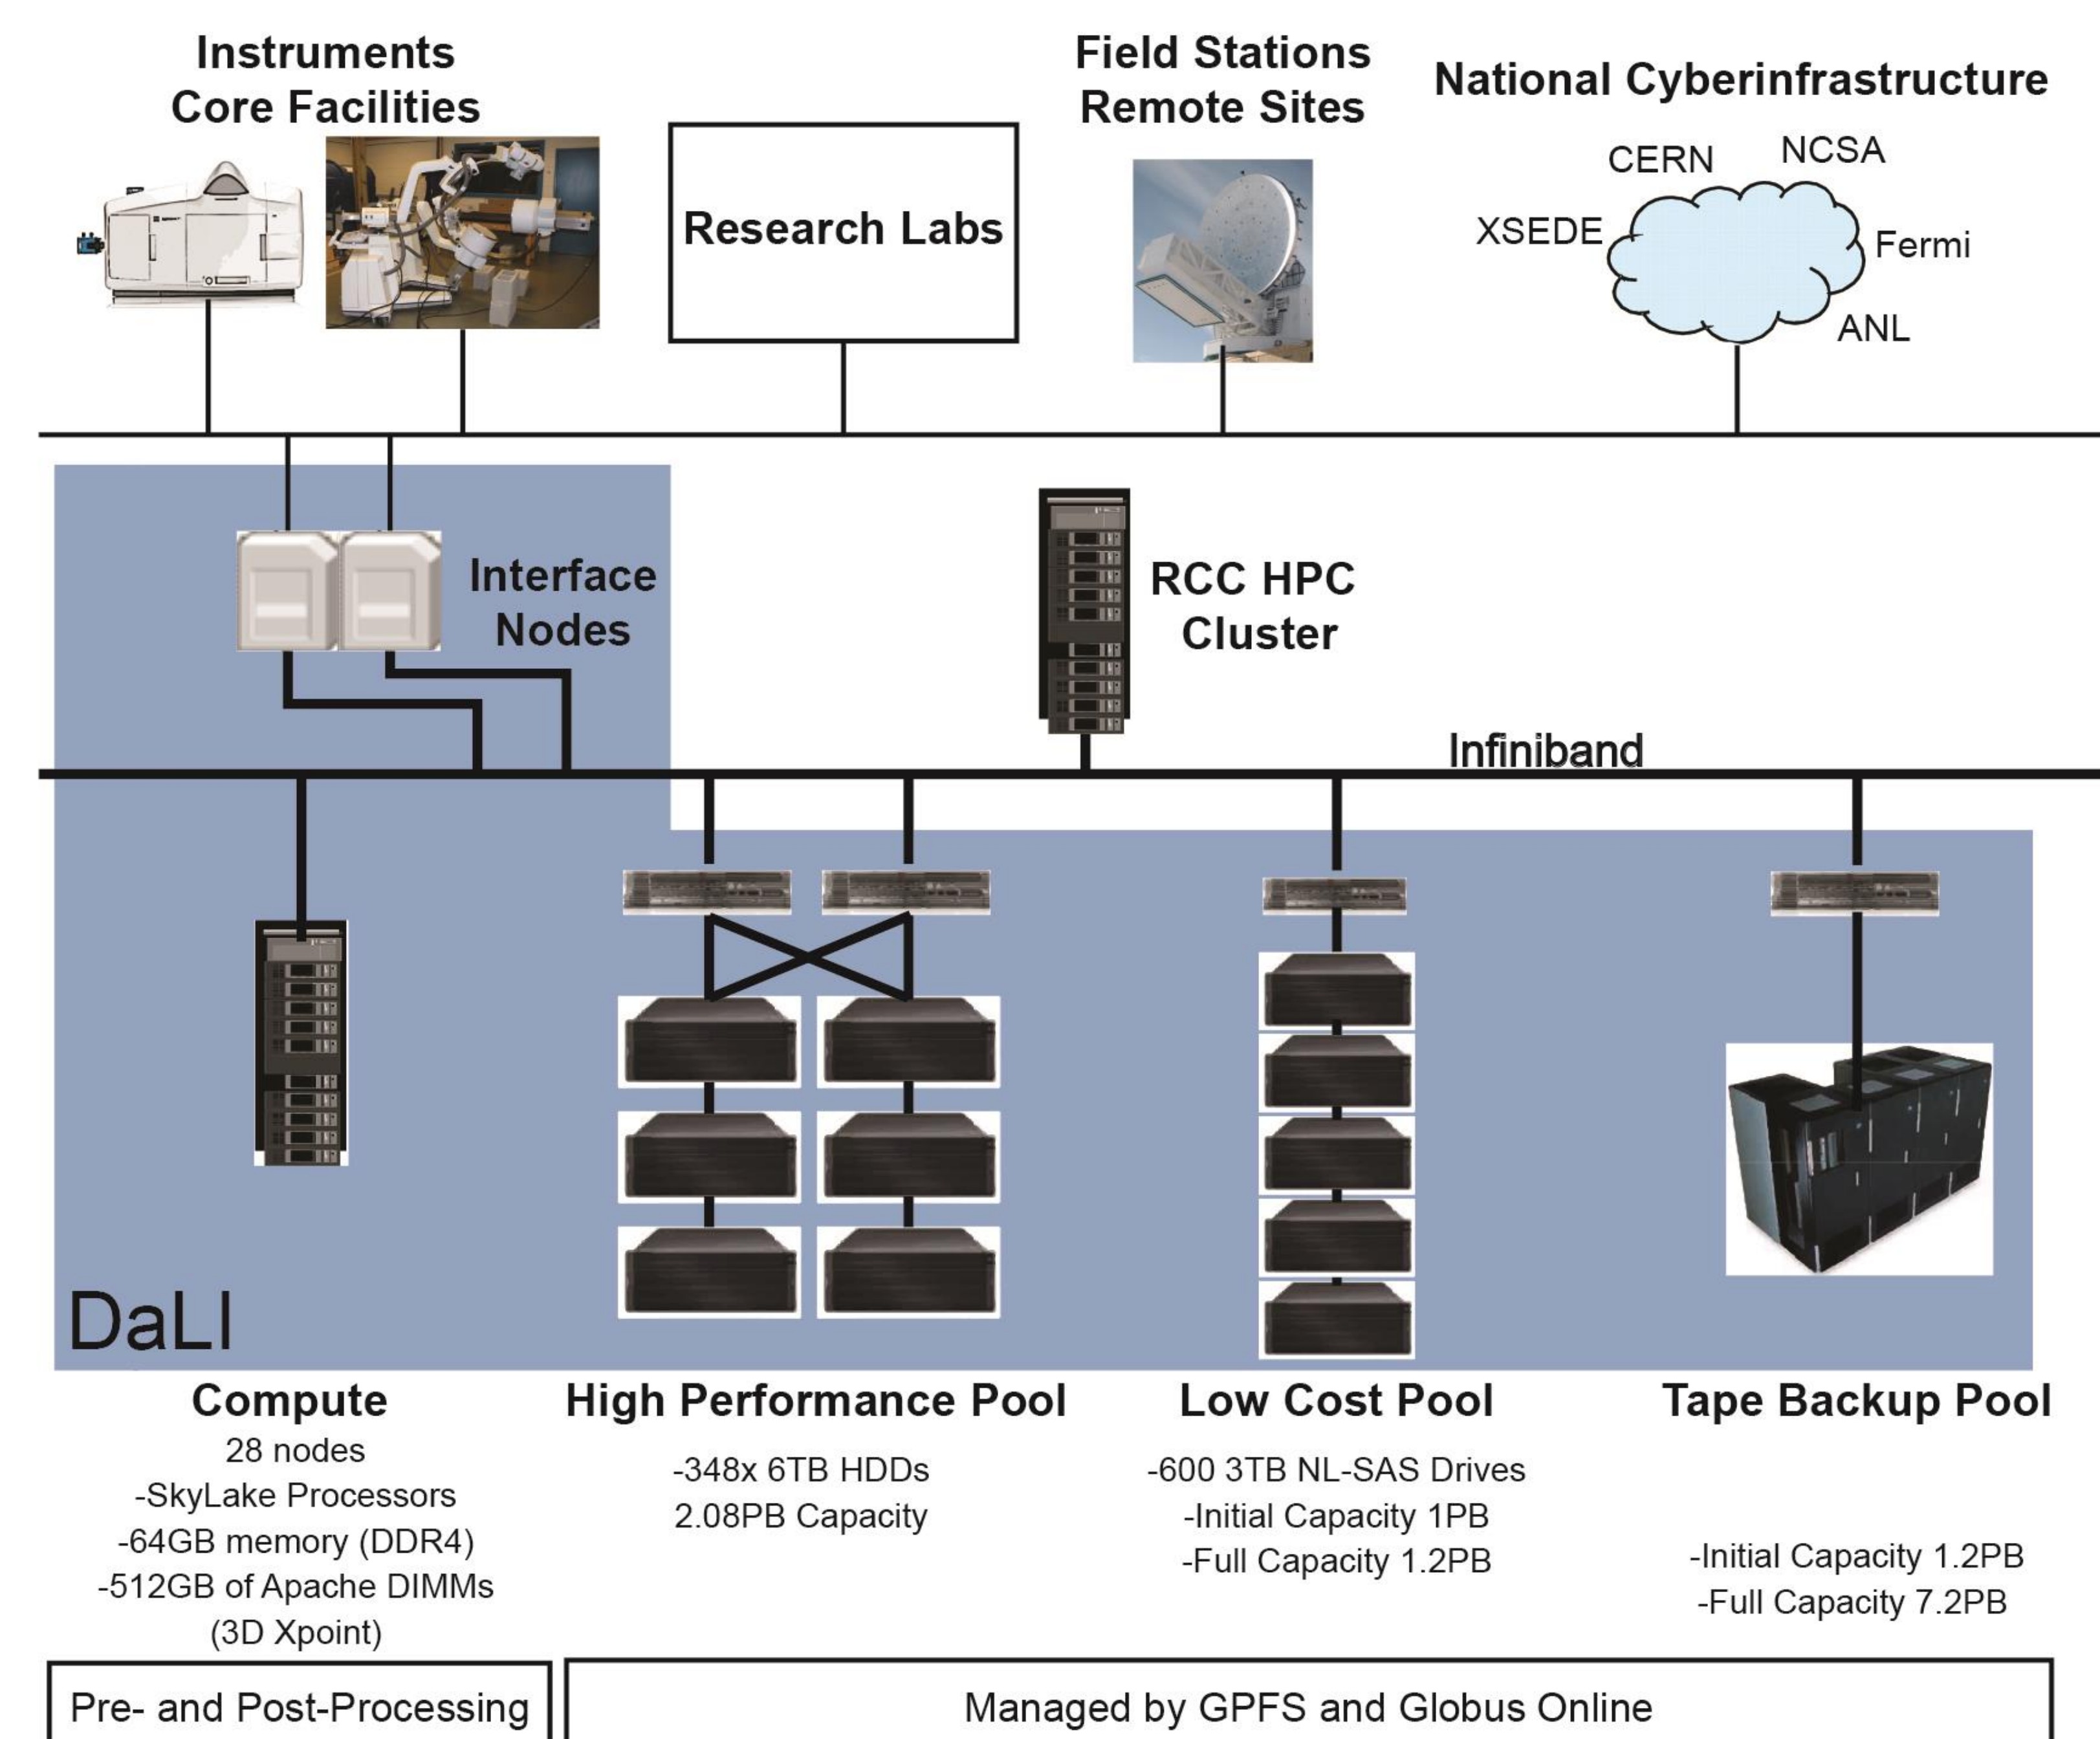 Instruments
Core Facilities
Field Stations
Remote Sites
National Cyberinfrastructure
CERN
NCSA
XSEDE
Fermi
ANL
Research Labs
Interface
Nodes
RCC HPC
Cluster
Infiniband
DaLI
Compute
28 nodes
-SkyLake Processors
-64GB memory (DDR4)
-512GB of Apache DIMMs
(3D Xpoint)
High Performance Pool
-348x 6TB HDDs
2.08PB Capacity
Low Cost Pool
-600 3TB NL-SAS Drives
-Initial Capacity 1PB
-Full Capacity 1.2PB
Tape Backup Pool
-Initial Capacity 1.2PB
-Full Capacity 7.2PB
Pre- and Post-Processing
Managed by GPFS and Globus Online